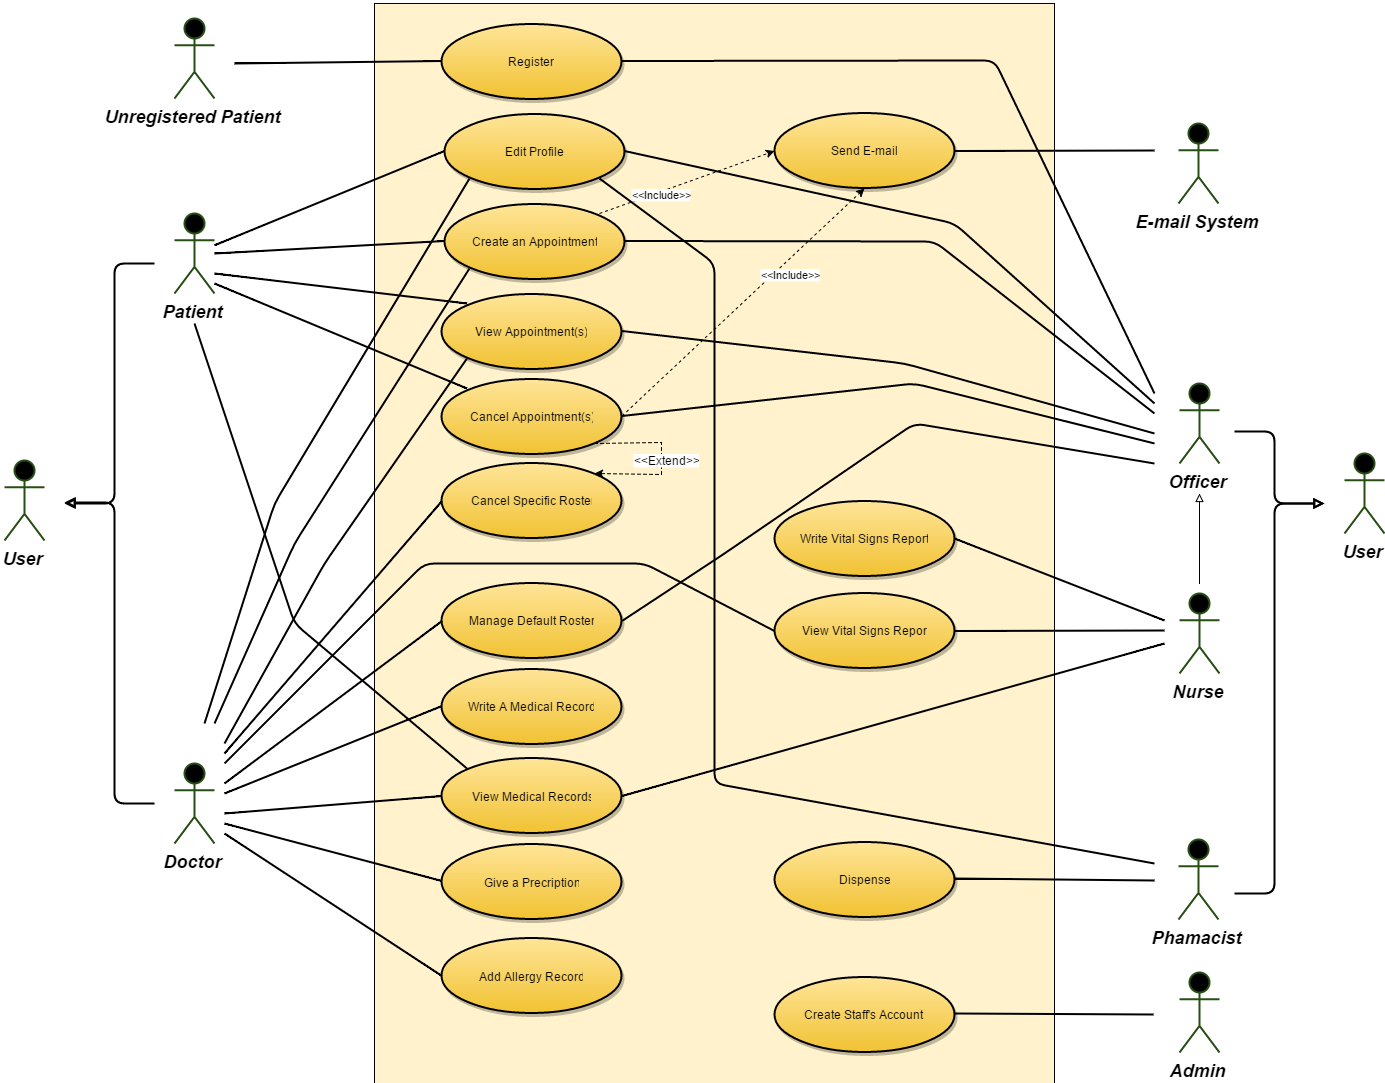 Register
Unregistered Patient
Edit Profile
Send E-mail
<<Include>>
E-mail System
Create an Appointment
<<Include>>
Patient
View Appointment(s)
Cancel Appointment(s)
<<Extend>>
Officer
Cancel Specific Roste
User
User
Write Vital Signs Report
Manage Default Roster
View Vital Signs Repor
Nurse
Write A Medical Record
View Medical Records
Doctor
Give a Precription
Dispense
Phamacist
Add Allergy Record
Create Staff's Account
Admin